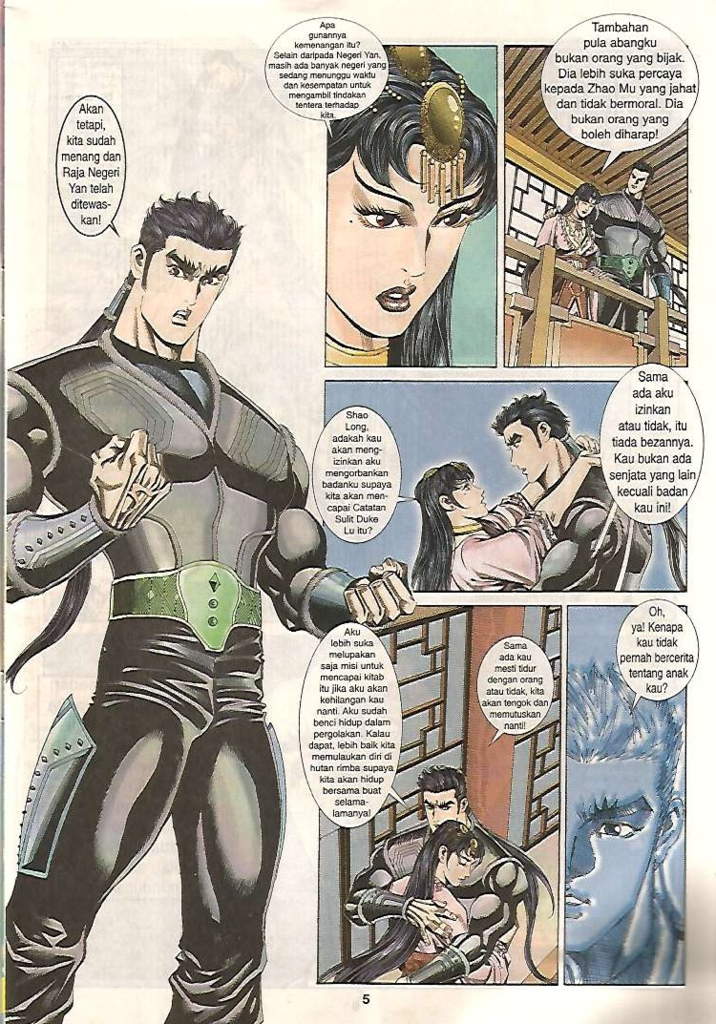 Akan
tetapi,
kita sudah
menang dan
Raja Negeri
Yan telah
ditewas-
kan!
Apa
gunannya
kemenangan itu?
Selain daripada Negeri Yan,
masih ada banyak negeri yang
sedang menunggu waktu
dan kesempatan untuk
mengambil tindakan
tentera terhadap
kita.
Tambahan
pula abangku
bukan orang yang bijak.
Dia lebih suka percaya
kepada Zhao Mu yang jahat
dan tidak bermoral. Dia
bukan orang yang
boleh diharap!
Shao
Long,
adakah kau
akan meng-
izinkan aku
mengorbankan
badanku supaya
kita akan men-
capai Catatan
Sulit Duke
Lu itu?
Sama
ada aku
izinkan
atau tidak, itu
tiada bezannya.
Kau bukan ada
senjata yang lain
kecuali badan
kau ini!
Aku
melupakan
saja misi untuk
mencapai kitab
itu jika aku akan
kehilangan kau
nanti. Aku sudah
benci hidup dalam
pergolakan. Kalau
dapat, lebih baik kita
memulaukan diri di
hutan rimba supaya
kita akan hidup
bersama buat
selama-
lamanya!
Sama
ada kau
mesti tidur
dengan orang
atau tidak, kita
akan tengok dan
memutuskan
nanti!
Oh,
ya! Kenapa
kau tidak
pernah bercerita
tentang anak
kau?
5